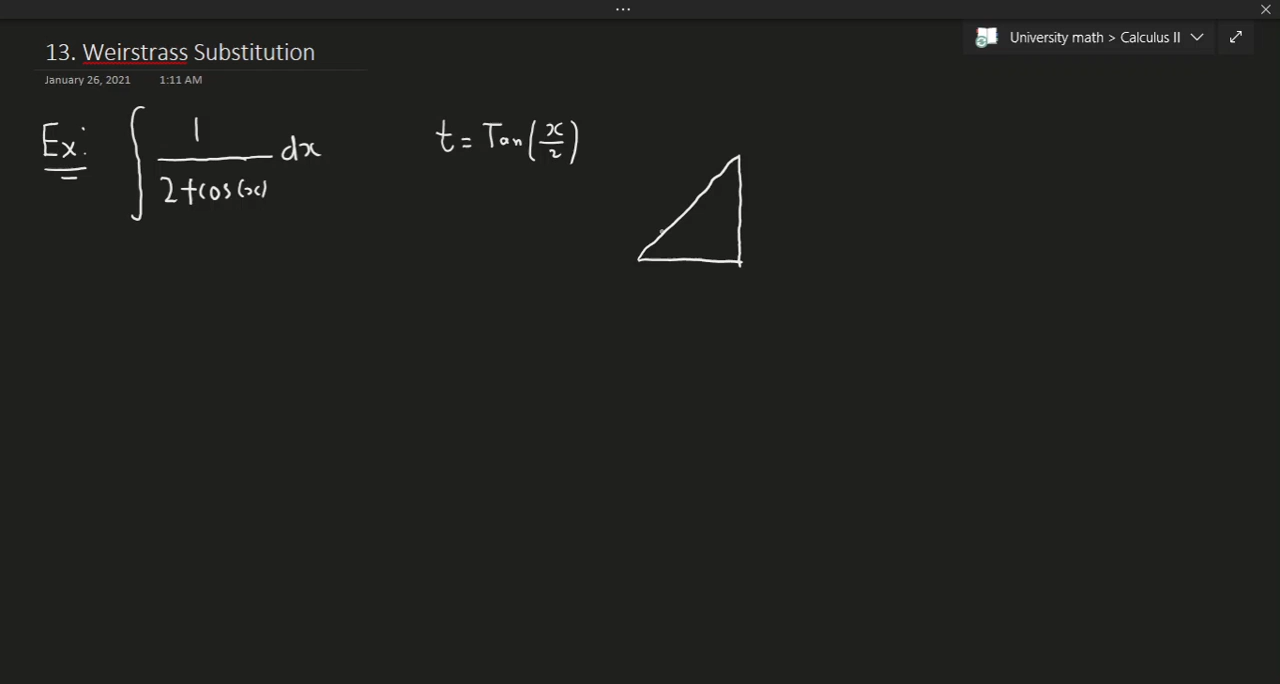 ...
University math > Calculus II
13. Weirstrass Substitution
January 26, 2021 1:11 AM
Ex: ∫ 1/(2+cos(x)) dx
t = Tan(x/2)